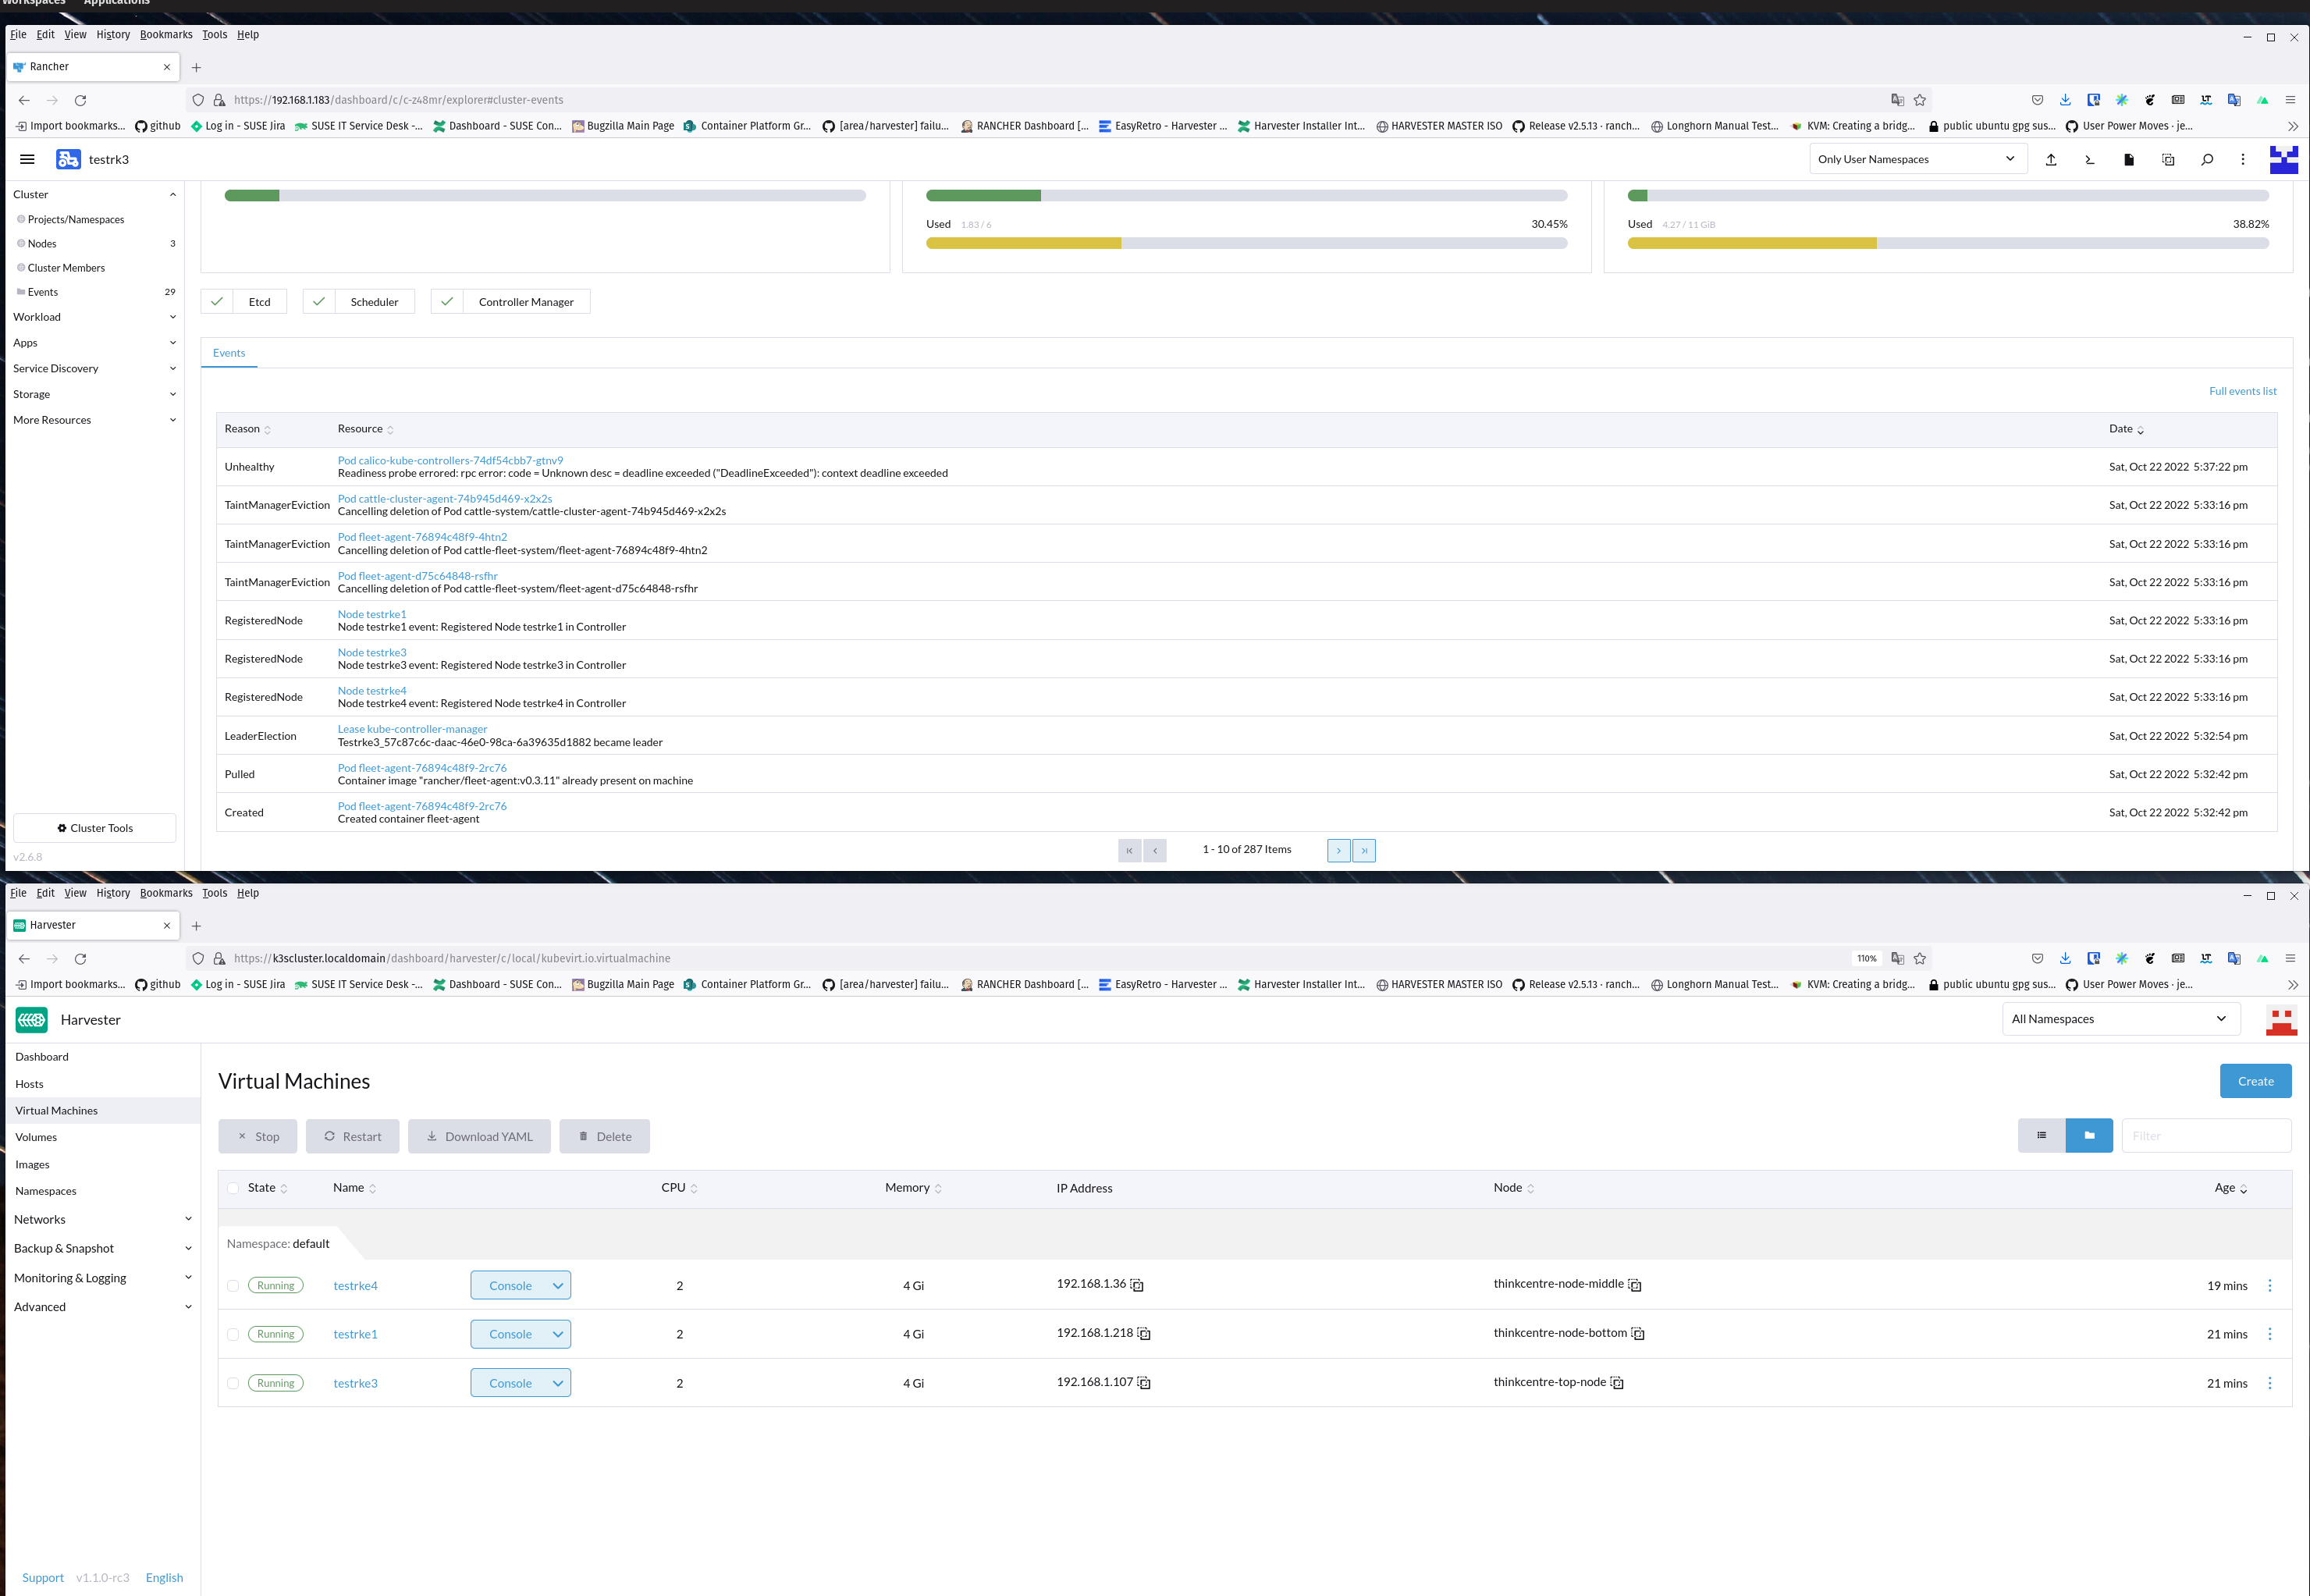 Workspaces Applications
File Edit View History Bookmarks Tools Help
Rancher
https://192.168.1.183/dashboard/c/c-z48mr/explorer#cluster-events
Import bookmarks... github Log in - SUSE Jira SUSE IT Service Desk -... Dashboard - SUSE Con... Bugzilla Main Page Container Platform Gr... [area/harvester] failu... RANCHER Dashboard [... EasyRetro - Harvester ... Harvester Installer Int... HARVESTER MASTER ISO Release v2.5.13 · ranch... Longhorn Manual Test... KVM: Creating a bridg... public ubuntu gpg sus... User Power Moves · je...
testrk3
Only User Namespaces
Cluster
Projects/Namespaces
Nodes 3
Cluster Members
Events 29
Workload
Apps
Service Discovery
Storage
More Resources
Cluster Tools
v2.6.8
Used 1.83 / 6 30.45%
Used 4.27 / 11 GiB 38.82%
Etcd Scheduler Controller Manager
Events
Full events list
Reason Resource Date
Unhealthy Pod calico-kube-controllers-74df54cbb7-gtnv9 Sat, Oct 22 2022 5:37:22 pm
Readiness probe errored: rpc error: code = Unknown desc = deadline exceeded ("DeadlineExceeded"): context deadline exceeded
TaintManagerEviction Pod cattle-cluster-agent-74b945d469-x2x2s Sat, Oct 22 2022 5:33:16 pm
Cancelling deletion of Pod cattle-system/cattle-cluster-agent-74b945d469-x2x2s
TaintManagerEviction Pod fleet-agent-76894c48f9-4htn2 Sat, Oct 22 2022 5:33:16 pm
Cancelling deletion of Pod cattle-fleet-system/fleet-agent-76894c48f9-4htn2
TaintManagerEviction Pod fleet-agent-d75c64848-rsfhr Sat, Oct 22 2022 5:33:16 pm
Cancelling deletion of Pod cattle-fleet-system/fleet-agent-d75c64848-rsfhr
RegisteredNode Node testrke1 Sat, Oct 22 2022 5:33:16 pm
Node testrke1 event: Registered Node testrke1 in Controller
RegisteredNode Node testrke3 Sat, Oct 22 2022 5:33:16 pm
Node testrke3 event: Registered Node testrke3 in Controller
RegisteredNode Node testrke4 Sat, Oct 22 2022 5:33:16 pm
Node testrke4 event: Registered Node testrke4 in Controller
LeaderElection Lease kube-controller-manager Sat, Oct 22 2022 5:32:54 pm
Testrke3_57c87c6c-daac-46e0-98ca-6a39635d1882 became leader
Pulled Pod fleet-agent-76894c48f9-2rc76 Sat, Oct 22 2022 5:32:42 pm
Container image "rancher/fleet-agent:v0.3.11" already present on machine
Created Pod fleet-agent-76894c48f9-2rc76 Sat, Oct 22 2022 5:32:42 pm
Created container fleet-agent
1 - 10 of 287 Items
File Edit View History Bookmarks Tools Help
Harvester
https://k3scluster.localdomain/dashboard/harvester/c/local/kubevirt.io.virtualmachine 110%
Import bookmarks... github Log in - SUSE Jira SUSE IT Service Desk -... Dashboard - SUSE Con... Bugzilla Main Page Container Platform Gr... [area/harvester] failu... RANCHER Dashboard [... EasyRetro - Harvester ... Harvester Installer Int... HARVESTER MASTER ISO Release v2.5.13 · ranch... Longhorn Manual Test... KVM: Creating a bridg... public ubuntu gpg sus... User Power Moves · je...
Harvester
All Namespaces
Dashboard
Hosts
Virtual Machines
Volumes
Images
Namespaces
Networks
Backup & Snapshot
Monitoring & Logging
Advanced
Support v1.1.0-rc3 English
Virtual Machines
Create
Stop Restart Download YAML Delete
Filter
State Name CPU Memory IP Address Node Age
Namespace: default
Running testrke4 Console 2 4 Gi 192.168.1.36 thinkcentre-node-middle 19 mins
Running testrke1 Console 2 4 Gi 192.168.1.218 thinkcentre-node-bottom 21 mins
Running testrke3 Console 2 4 Gi 192.168.1.107 thinkcentre-top-node 21 mins